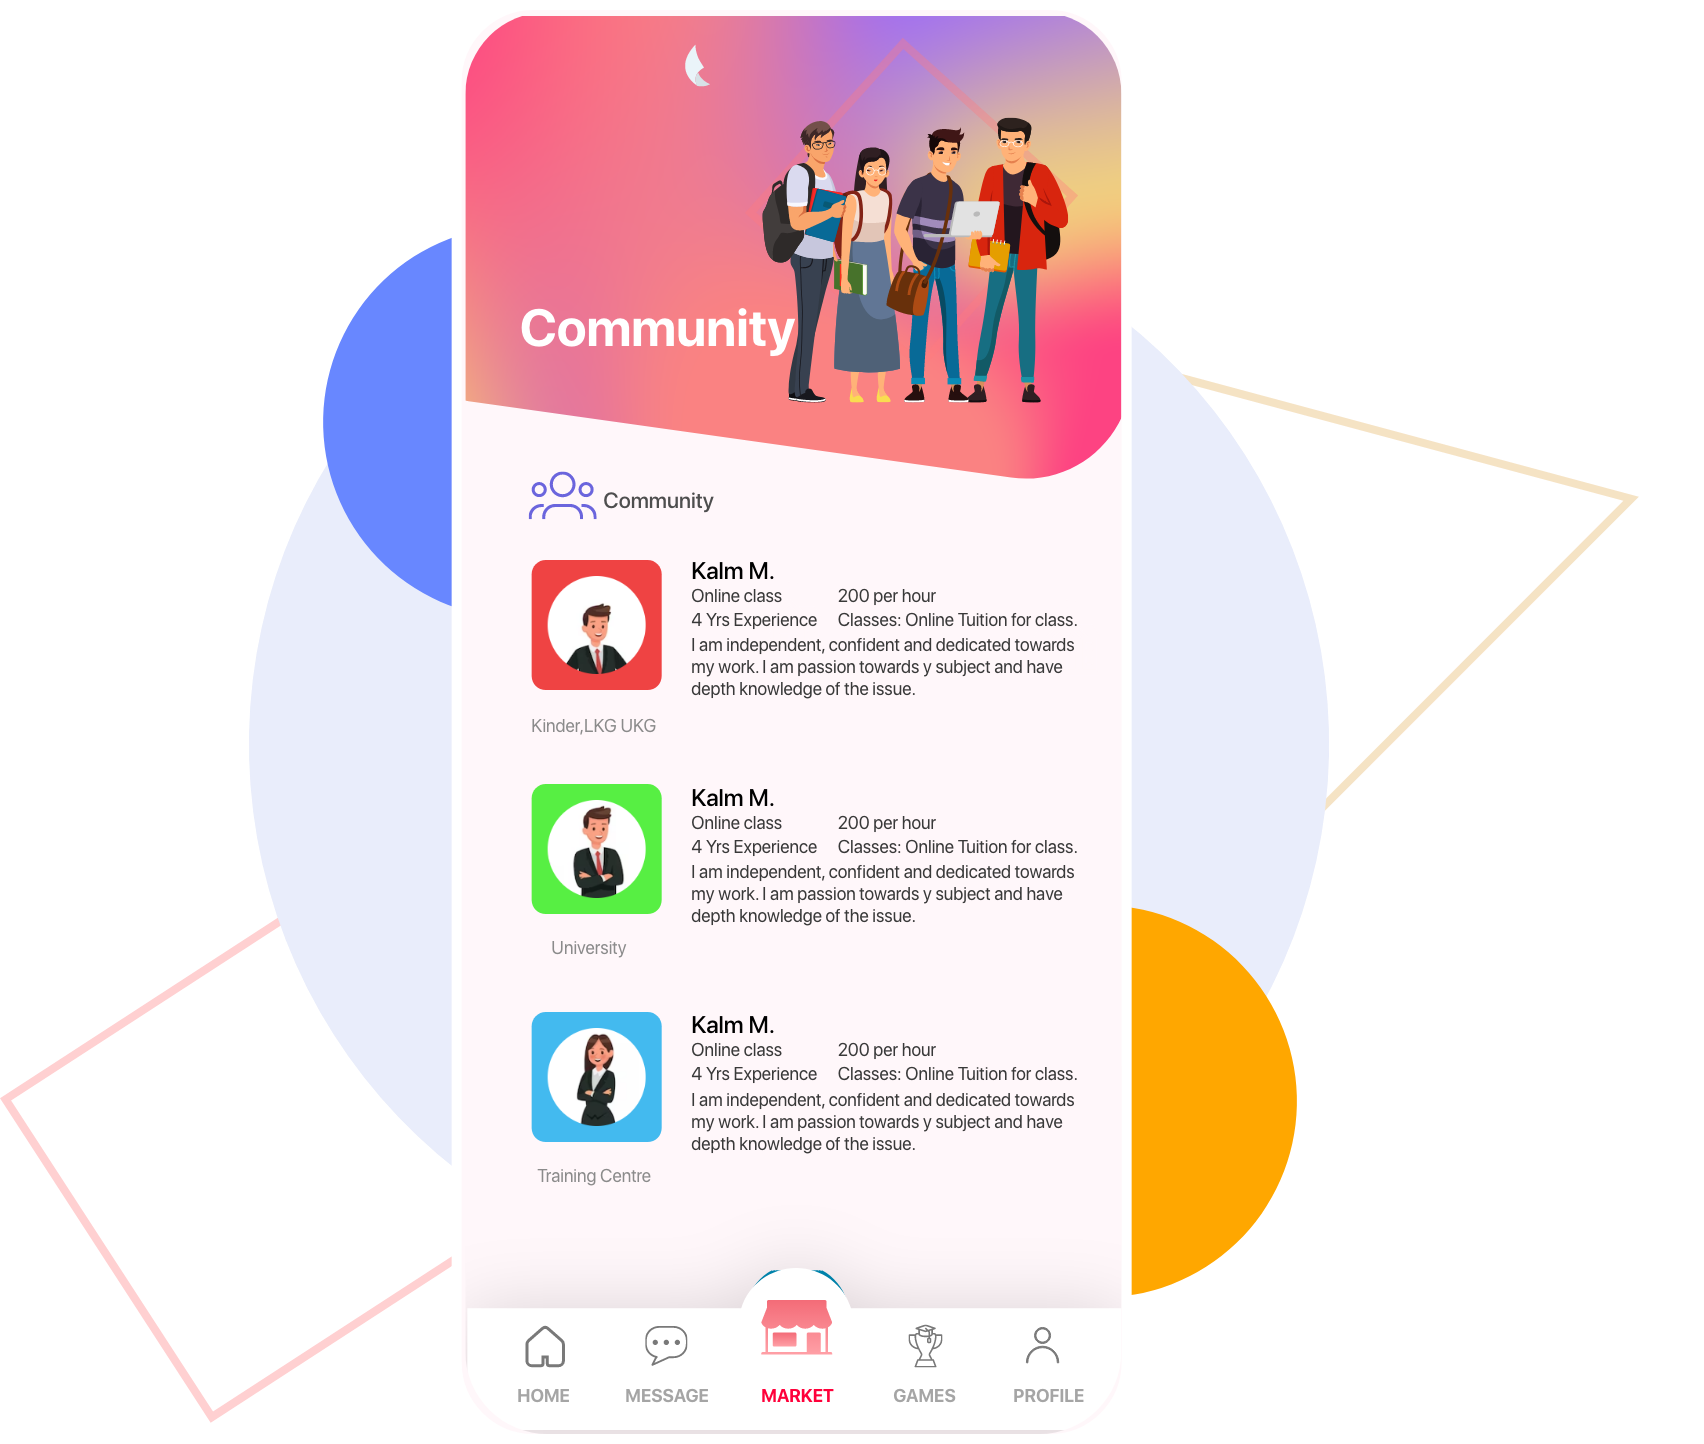 Community
Community
Kalm M.
Online class 200 per hour
4 Yrs Experience Classes: Online Tuition for class.
I am independent, confident and dedicated towards
my work. I am passion towards y subject and have
depth knowledge of the issue.
Kinder,LKG UKG
Kalm M.
Online class 200 per hour
4 Yrs Experience Classes: Online Tuition for class.
I am independent, confident and dedicated towards
my work. I am passion towards y subject and have
depth knowledge of the issue.
University
Kalm M.
Online class 200 per hour
4 Yrs Experience Classes: Online Tuition for class.
I am independent, confident and dedicated towards
my work. I am passion towards y subject and have
depth knowledge of the issue.
Training Centre
HOME MESSAGE MARKET GAMES PROFILE